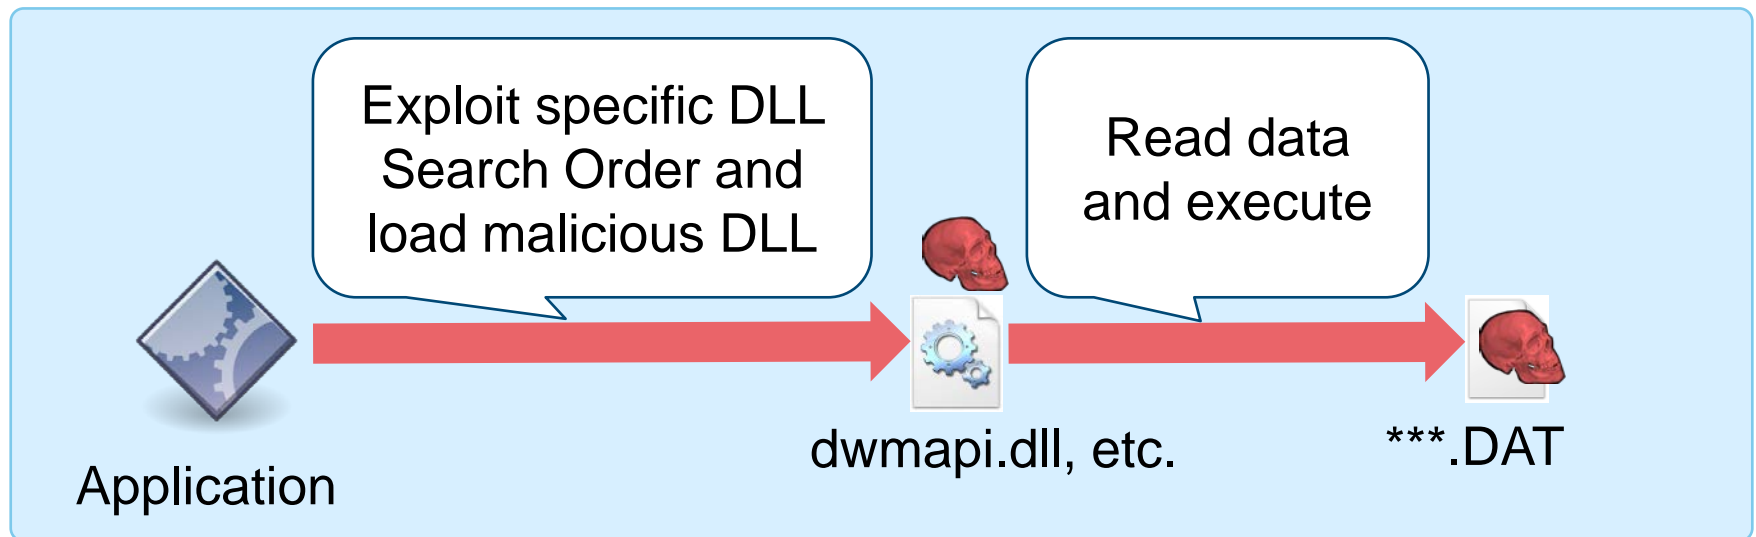 Exploit specific DLL
Search Order and
load malicious DLL
Read data
and execute
Application
dwmapi.dll, etc.
***.DAT